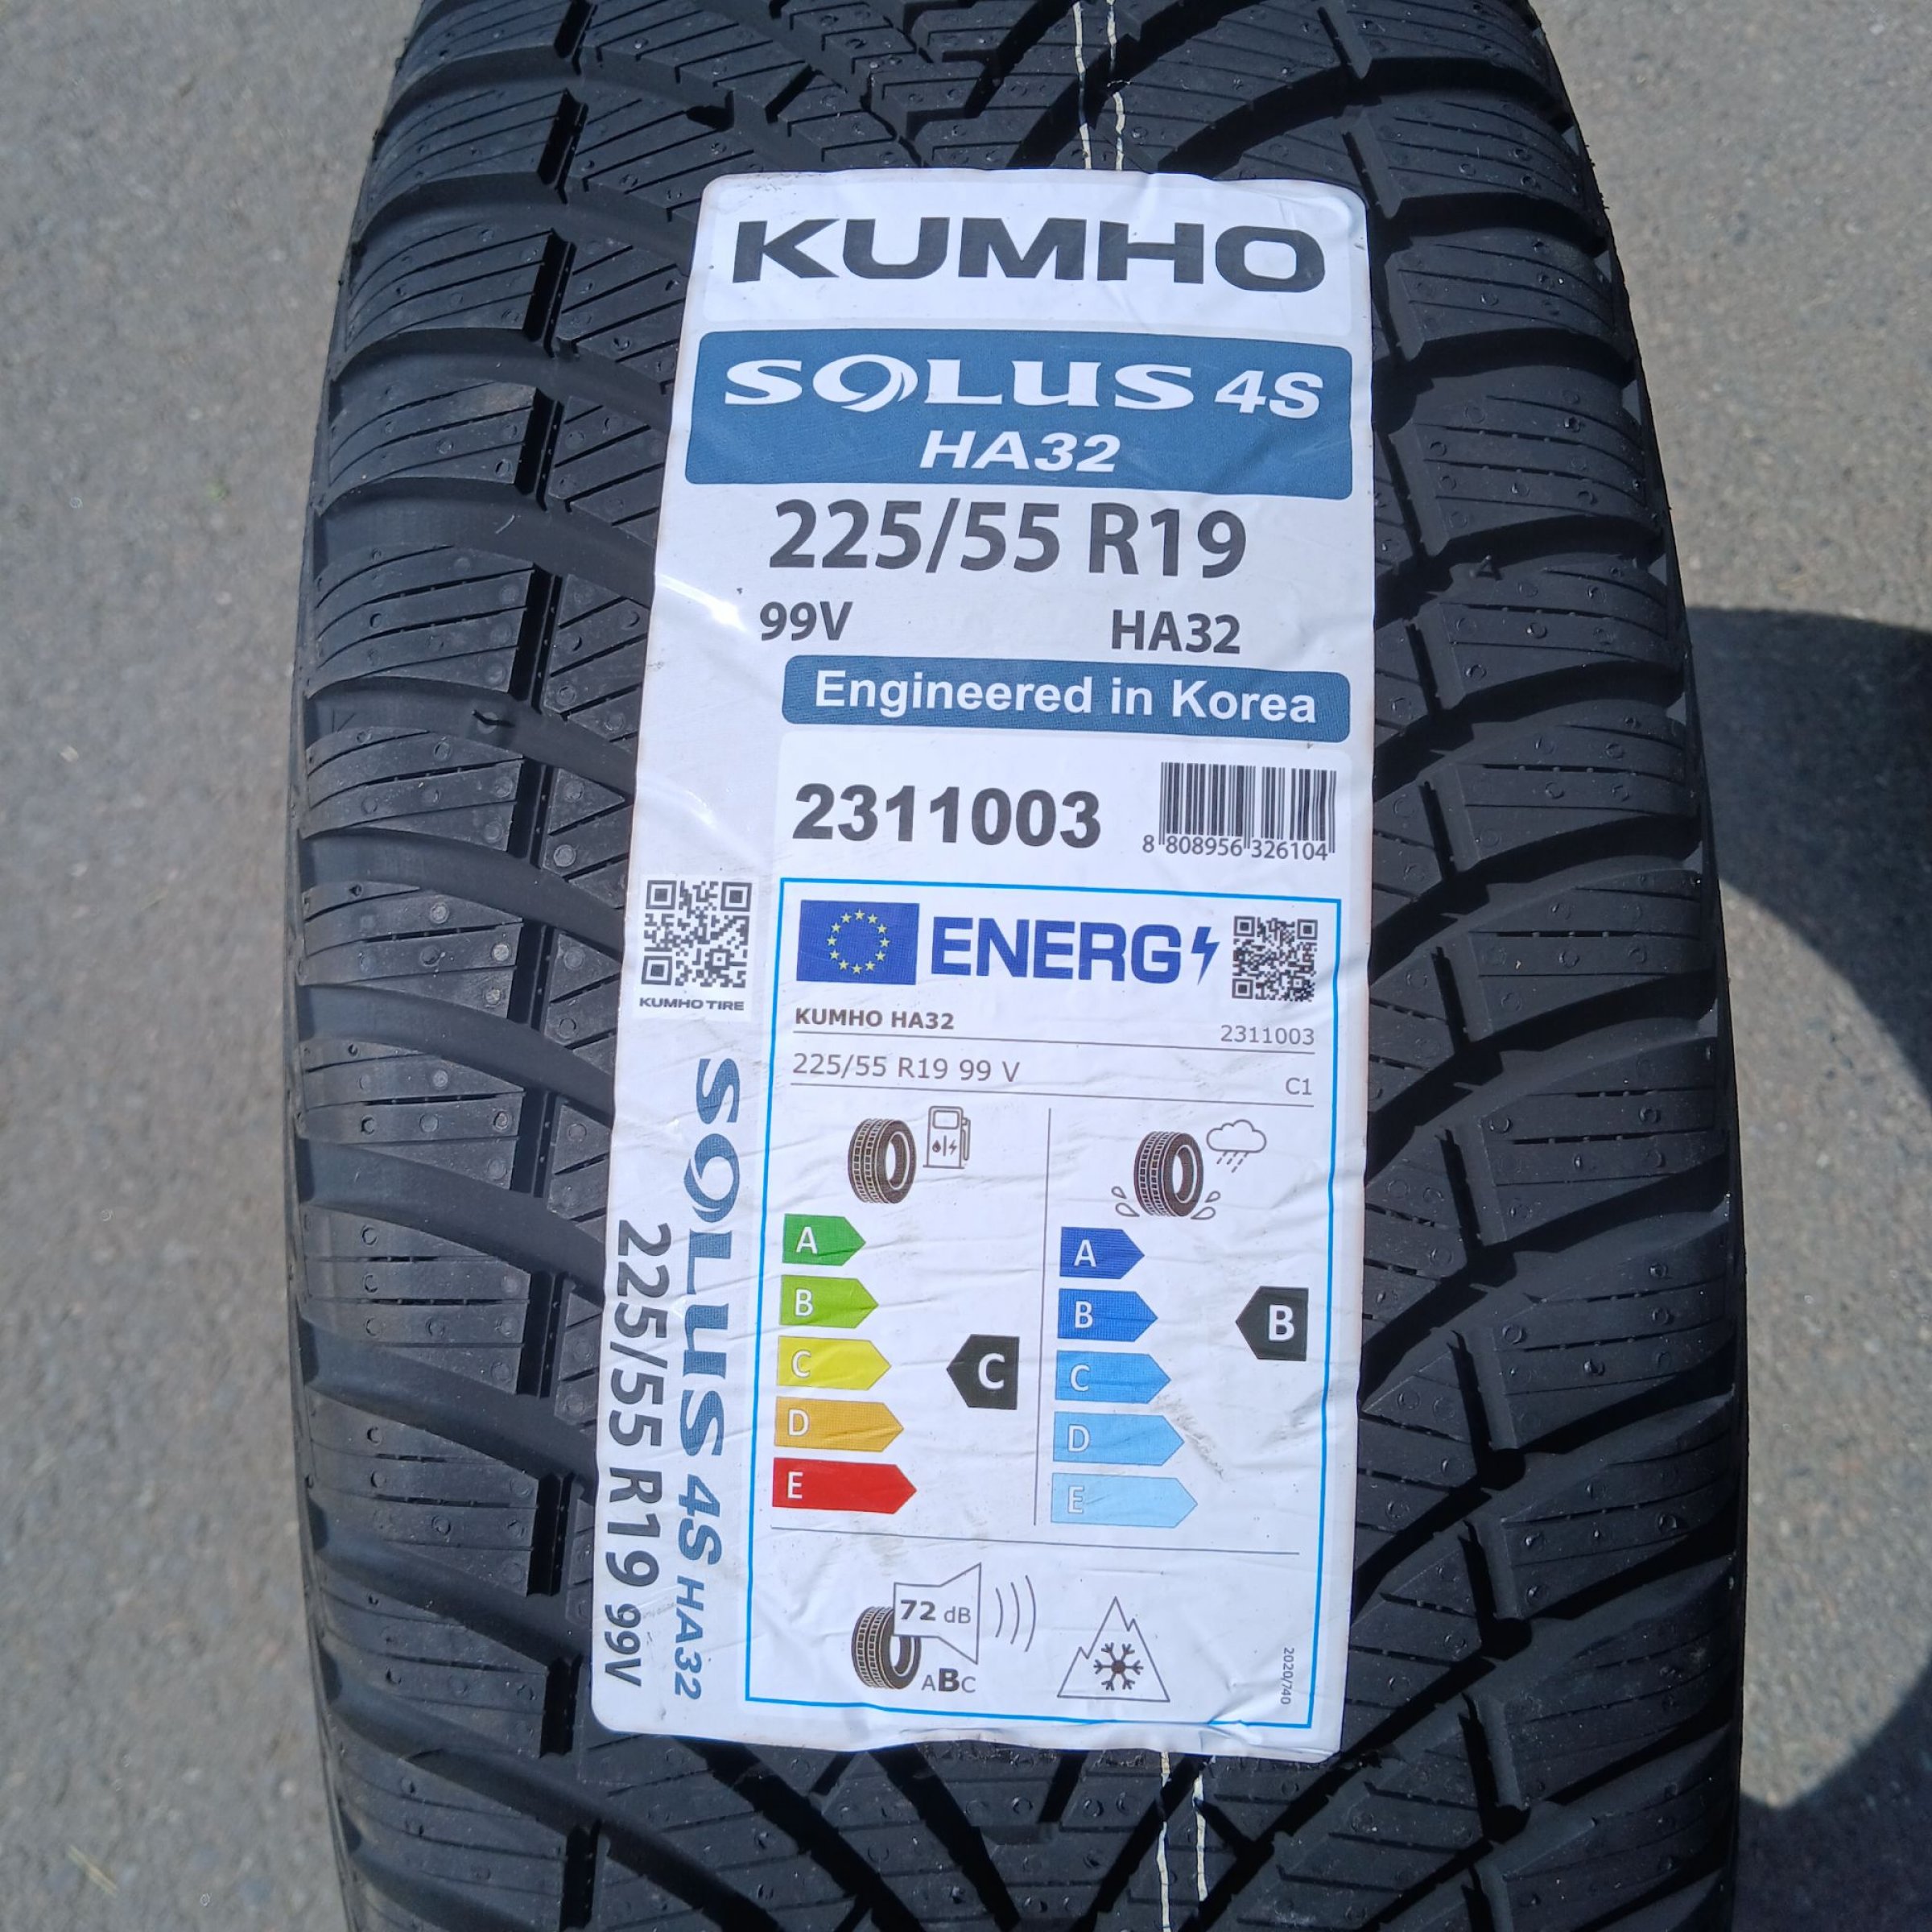 KUMHO
SOLUS 4S
HA32
225/55 R19
99V HA32
Engineered in Korea
2311003
8 808956 326104
KUMHO TIRE
ENERG
KUMHO HA32 2311003
225/55 R19 99 V C1
A A
B B B
C C C
D D
E E
72 dB
ABC
2020/740
SOLUS 4S HA32
225/55 R19 99V